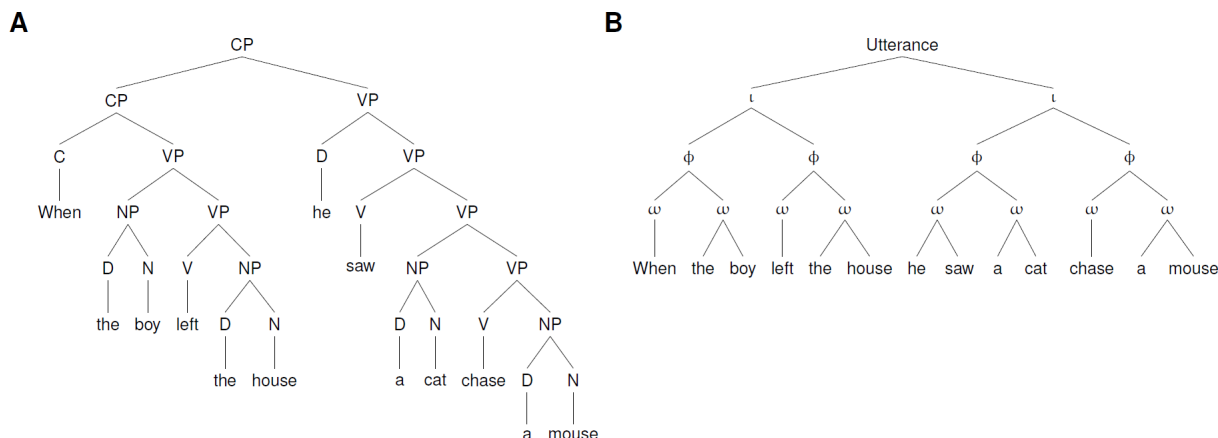 A
B
CP
Utterance
CP VP
ι ι
C VP D VP
ϕ ϕ ϕ ϕ
When NP VP he V VP
ω ω ω ω ω ω ω ω
D N V NP saw NP VP
When the boy left the house he saw a cat chase a mouse
the boy left D N D N V NP
the house a cat chase D N
a mouse